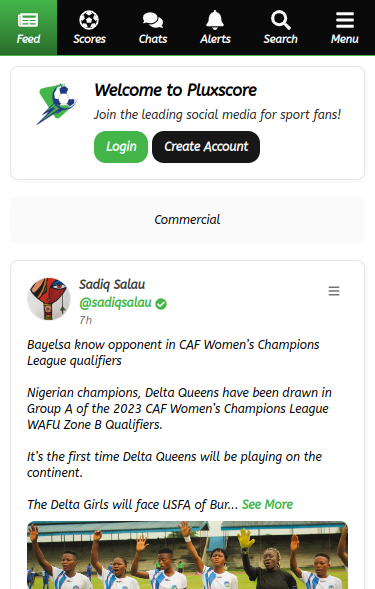 Feed Scores Chats Alerts Search Menu
Welcome to Pluxscore
Join the leading social media for sport fans!
Login Create Account
Commercial
Sadiq Salau
@sadiqsalau
7h
Bayelsa know opponent in CAF Women's Champions
League qualifiers
Nigerian champions, Delta Queens have been drawn in
Group A of the 2023 CAF Women's Champions League
WAFU Zone B Qualifiers.
It's the first time Delta Queens will be playing on the
continent.
The Delta Girls will face USFA of Bur... See More